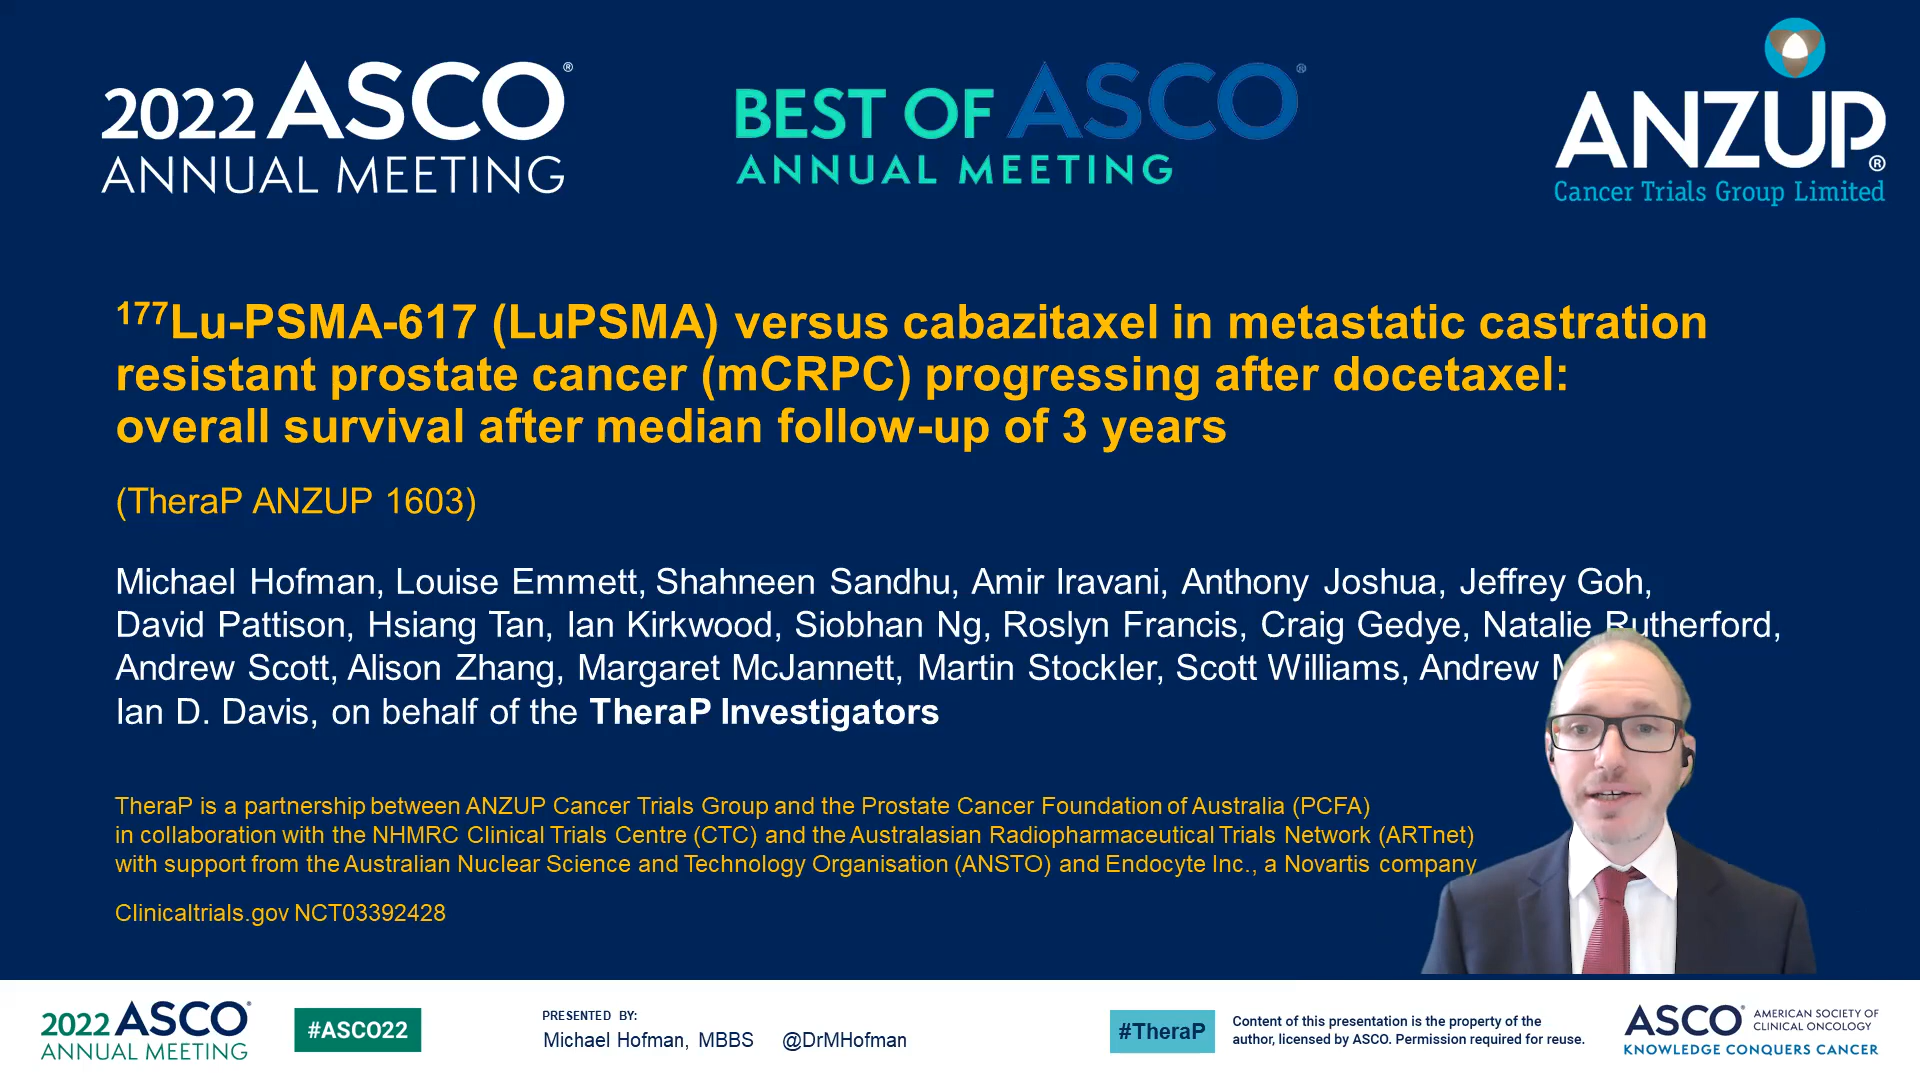 2022 ASCO®
ANNUAL MEETING
BEST OF ASCO®
ANNUAL MEETING
ANZUP®
Cancer Trials Group Limited
177Lu-PSMA-617 (LuPSMA) versus cabazitaxel in metastatic castration
resistant prostate cancer (mCRPC) progressing after docetaxel:
overall survival after median follow-up of 3 years
(TheraP ANZUP 1603)
Michael Hofman, Louise Emmett, Shahneen Sandhu, Amir Iravani, Anthony Joshua, Jeffrey Goh,
David Pattison, Hsiang Tan, Ian Kirkwood, Siobhan Ng, Roslyn Francis, Craig Gedye, Natalie Rutherford,
Andrew Scott, Alison Zhang, Margaret McJannett, Martin Stockler, Scott Williams, Andrew
Ian D. Davis, on behalf of the TheraP Investigators
TheraP is a partnership between ANZUP Cancer Trials Group and the Prostate Cancer Foundation of Australia (PCFA)
in collaboration with the NHMRC Clinical Trials Centre (CTC) and the Australasian Radiopharmaceutical Trials Network (ARTnet)
with support from the Australian Nuclear Science and Technology Organisation (ANSTO) and Endocyte Inc., a Novartis company
Clinicaltrials.gov NCT03392428
2022 ASCO®
ANNUAL MEETING
#ASCO22
PRESENTED BY:
Michael Hofman, MBBS @DrMHofman
#TheraP
Content of this presentation is the property of the
author, licensed by ASCO. Permission required for reuse.
ASCO® AMERICAN SOCIETY OF
CLINICAL ONCOLOGY
KNOWLEDGE CONQUERS CANCER